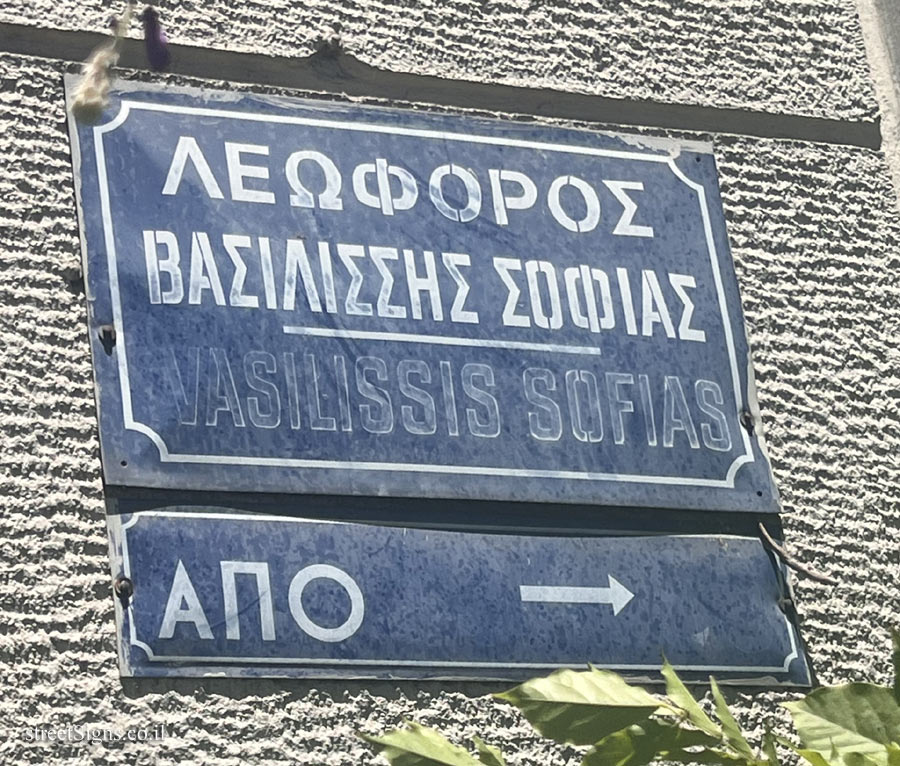 ΛΕΩΦΟΡΟΣ
ΒΑΣΙΛΙΣΣΗΣ ΣΟΦΙΑΣ
VASILISSIS SOFIAS
ΑΠΟ →
StreetSigns.co.il